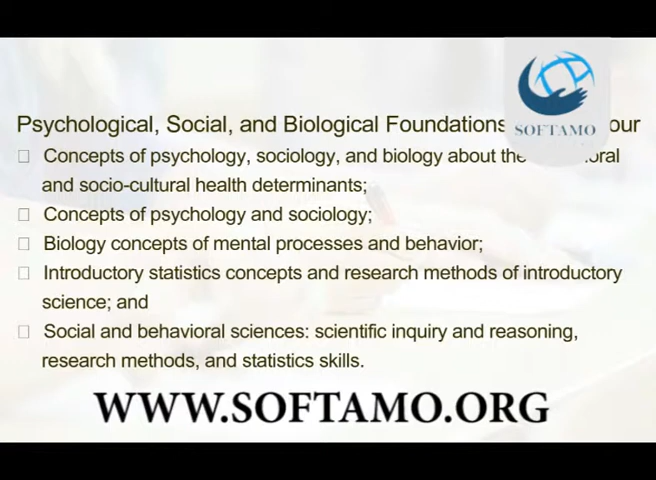 Psychological, Social, and Biological Foundations our
SOFTAMO
□ Concepts of psychology, sociology, and biology about the oral
and socio-cultural health determinants;
□ Concepts of psychology and sociology;
□ Biology concepts of mental processes and behavior;
□ Introductory statistics concepts and research methods of introductory
science; and
□ Social and behavioral sciences: scientific inquiry and reasoning,
research methods, and statistics skills.
WWW.SOFTAMO.ORG